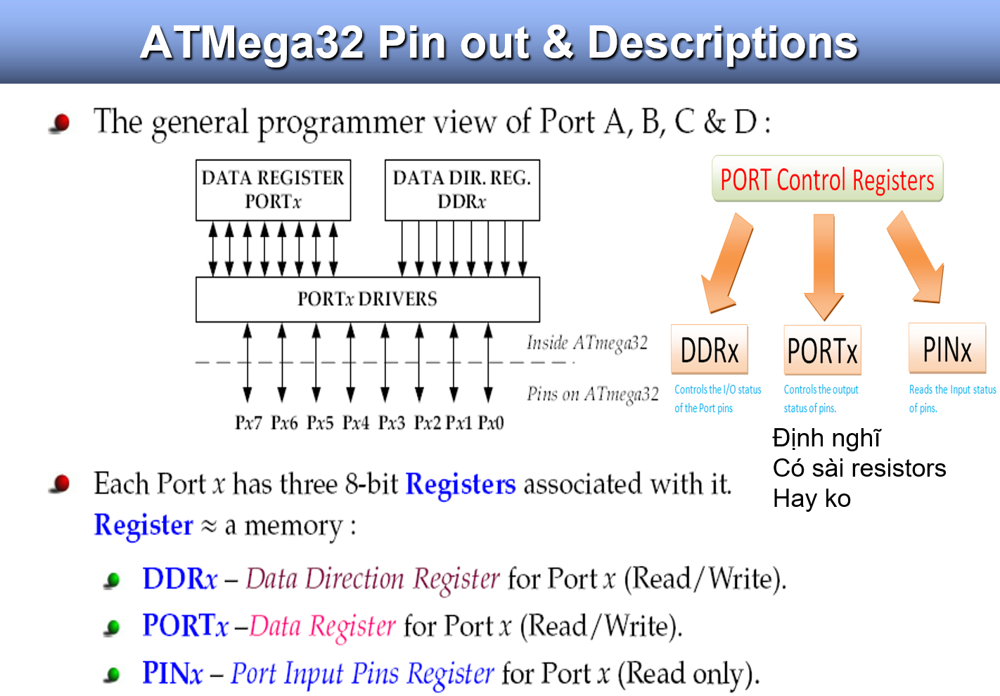 ATMega32 Pin out & Descriptions
The general programmer view of Port A, B, C & D :
DATA REGISTER
PORTx
DATA DIR. REG.
DDRx
PORTx DRIVERS
Inside ATmega32
Pins on ATmega32
Px7 Px6 Px5 Px4 Px3 Px2 Px1 Px0
PORT Control Registers
DDRx
Controls the I/O status
of the Port pins
PORTx
Controls the output
status of pins.
PINx
Reads the Input status
of pins.
Định nghĩ
Có sài resistors
Hay ko
Each Port x has three 8-bit Registers associated with it.
Register ≈ a memory :
DDRx – Data Direction Register for Port x (Read/Write).
PORTx –Data Register for Port x (Read/Write).
PINx – Port Input Pins Register for Port x (Read only).